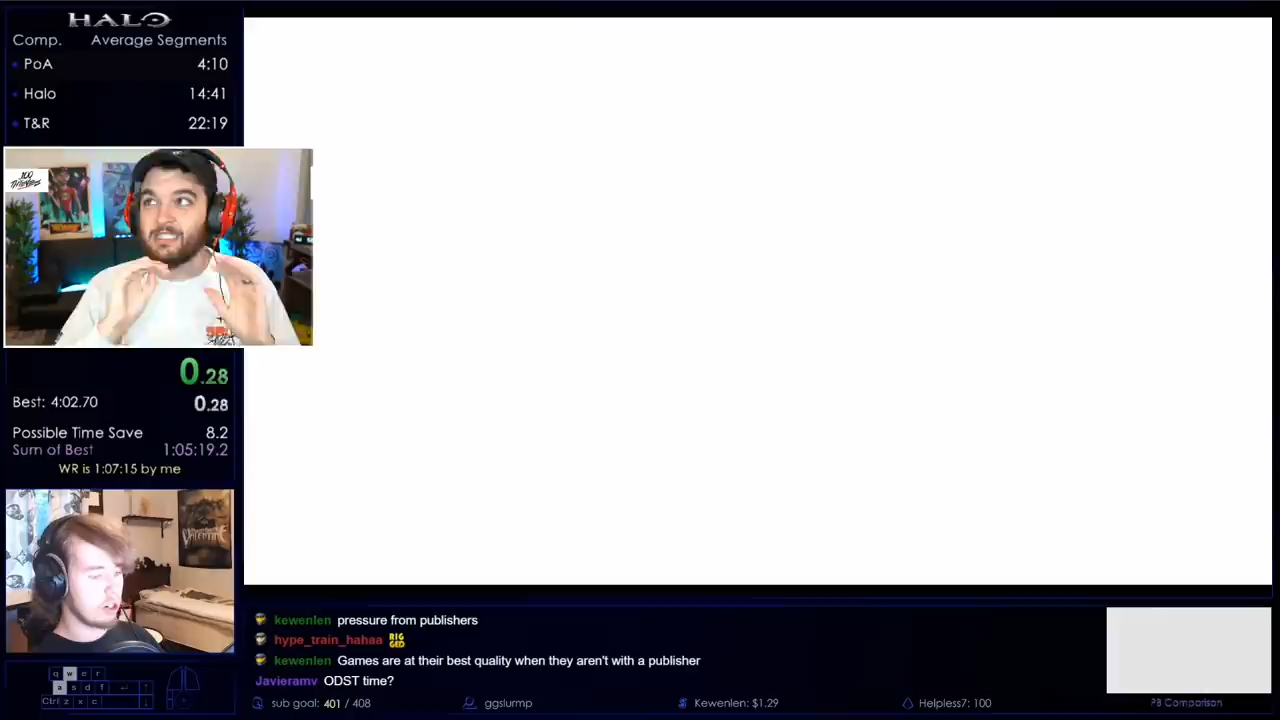 HALO
Comp. Average Segments
PoA 4:10
Halo 14:41
T&R 22:19
0.28
Best: 4:02.70 0.28
Possible Time Save 8.2
Sum of Best 1:05:19.2
WR is 1:07:15 by me
q w e r
a s d f
Ctrl z x c
kewenlen pressure from publishers
hype_train_hahaa RIGGED
kewenlen Games are at their best quality when they aren't with a publisher
Javieramv ODST time?
sub goal: 401 / 408 ggslurmp Kewenlen: $1.29 Helpless7: 100 PB Comparison